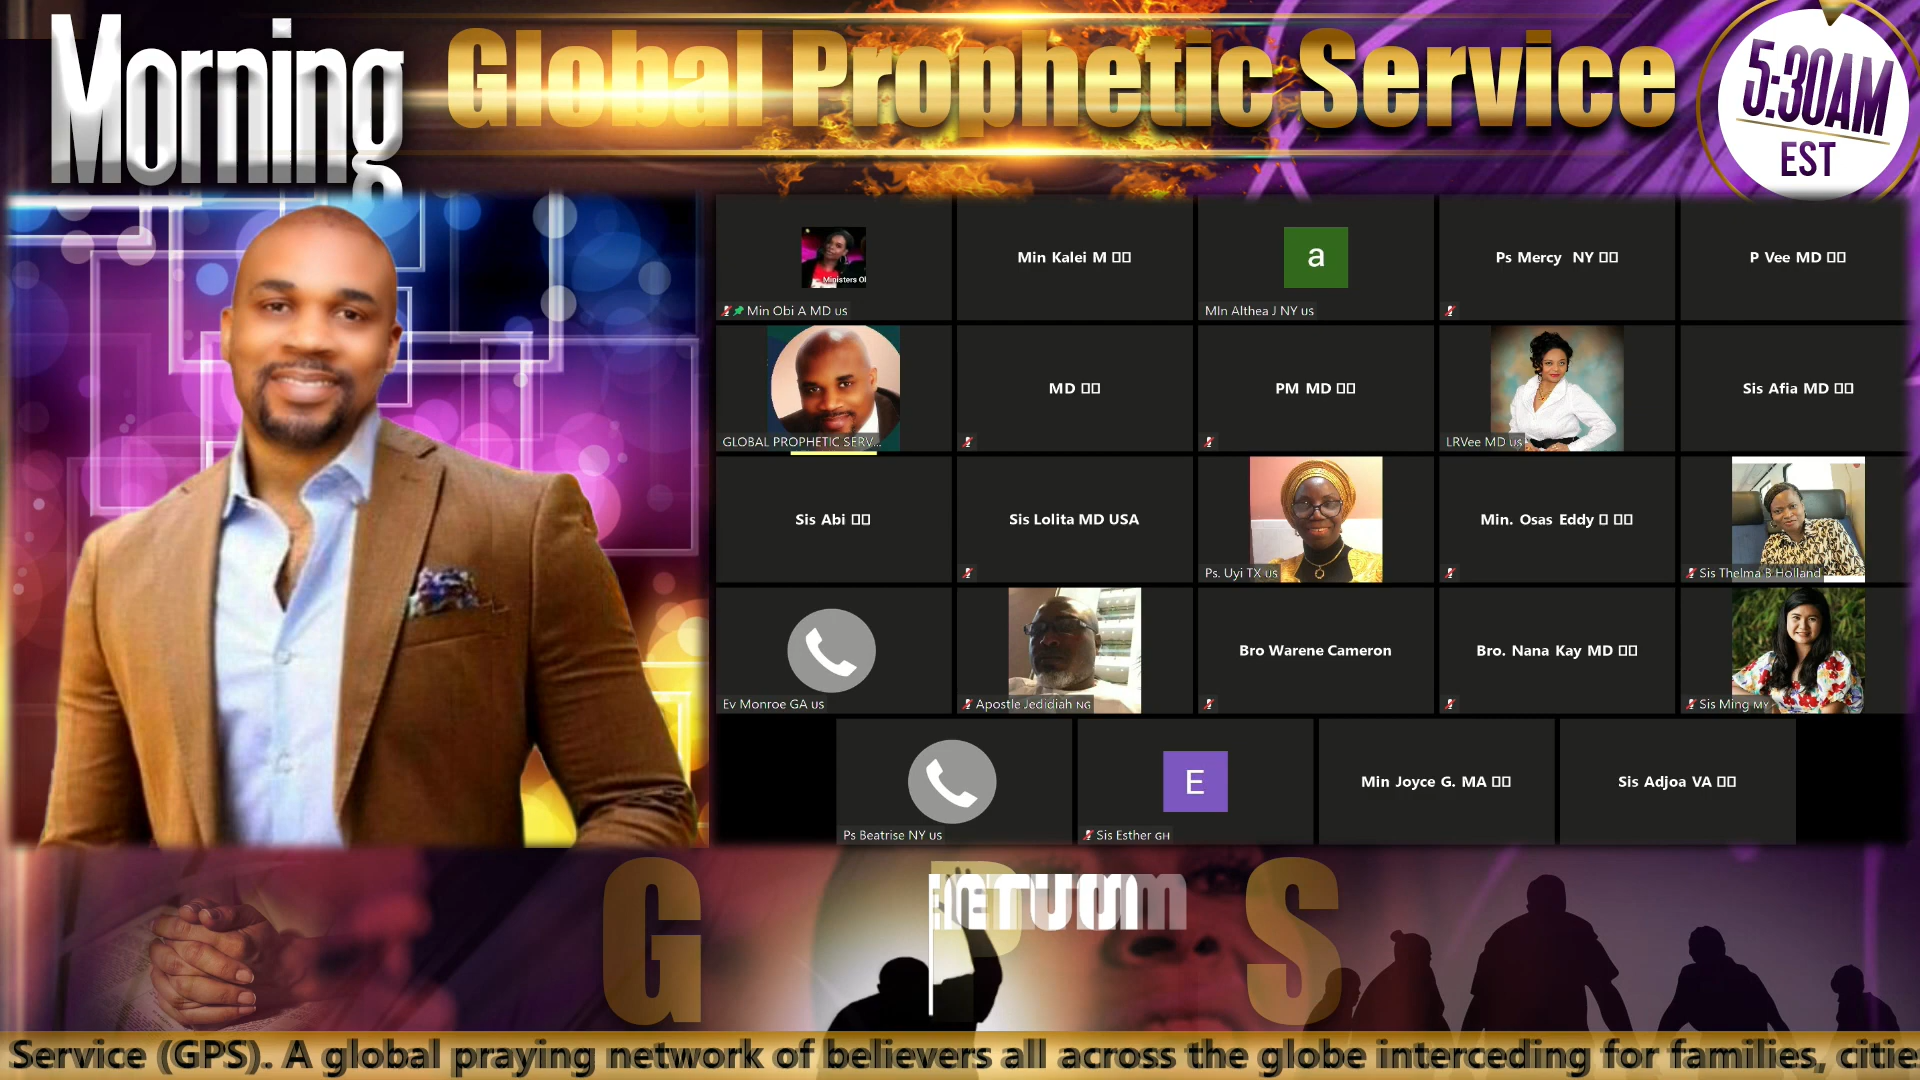 Morning
Global Prophetic Service
5:30AM
EST
Ministers Ol
Min Obi A MD us
Min Kalei M
a
MIn Althea J NY us
Ps Mercy NY
P Vee MD
GLOBAL PROPHETIC SERV...
MD
PM MD
LRVee MD us
Sis Afia MD
Sis Abi
Sis Lolita MD USA
Ps. Uyi TX us
Min. Osas Eddy
Sis Thelma B.Holland
Ev Monroe GA us
Apostle Jedidiah NG
Bro Warene Cameron
Bro. Nana Kay MD
Sis Ming MY
Ps Beatrise NY us
E
Sis Esther GH
Min Joyce G. MA
Sis Adjoa VA
G P S
Service (GPS). A global praying network of believers all across the globe interceding for families, citie